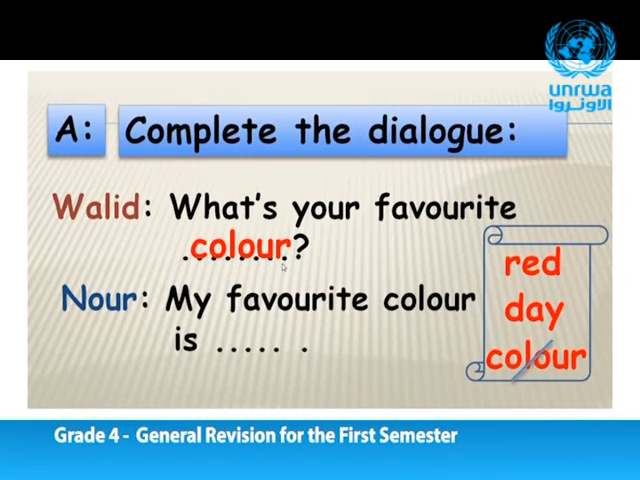 unrwa
الأونروا
A: Complete the dialogue:
Walid: What's your favourite
colour........?
Nour: My favourite colour
is ..... .
red
day
colour
Grade 4 - General Revision for the First Semester